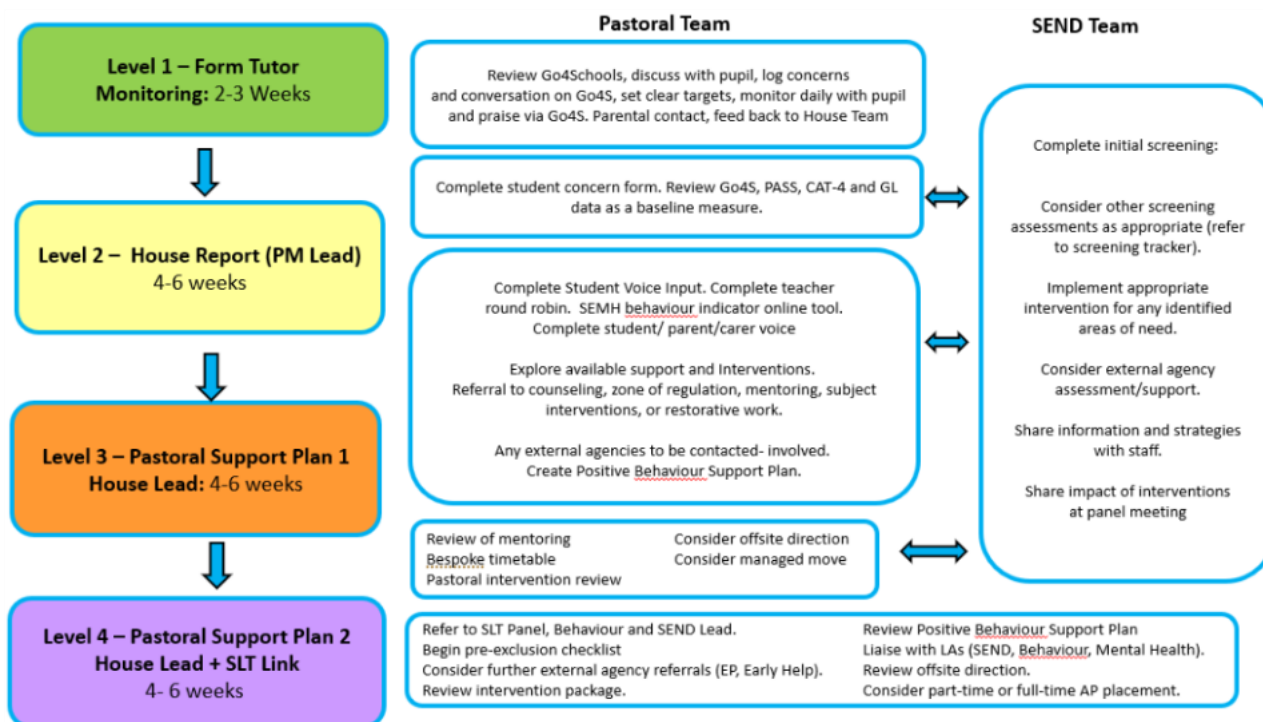 Pastoral Team
SEND Team
Level 1 – Form Tutor
Monitoring: 2-3 Weeks
Review Go4Schools, discuss with pupil, log concerns
and conversation on Go4S, set clear targets, monitor daily with pupil
and praise via Go4S. Parental contact, feed back to House Team
Complete student concern form. Review Go4S, PASS, CAT-4 and GL
data as a baseline measure.
Level 2 – House Report (PM Lead)
4-6 weeks
Complete Student Voice Input. Complete teacher
round robin. SEMH behaviour indicator online tool.
Complete student/ parent/carer voice
Explore available support and Interventions.
Referral to counseling, zone of regulation, mentoring, subject
interventions, or restorative work.
Any external agencies to be contacted- involved.
Create Positive Behaviour Support Plan.
Level 3 – Pastoral Support Plan 1
House Lead: 4-6 weeks
Review of mentoring
Bespoke timetable
Pastoral intervention review
Consider offsite direction
Consider managed move
Complete initial screening:
Consider other screening
assessments as appropriate (refer
to screening tracker).
Implement appropriate
intervention for any identified
areas of need.
Consider external agency
assessment/support.
Share information and strategies
with staff.
Share impact of interventions
at panel meeting
Level 4 – Pastoral Support Plan 2
House Lead + SLT Link
4- 6 weeks
Refer to SLT Panel, Behaviour and SEND Lead.
Begin pre-exclusion checklist
Consider further external agency referrals (EP, Early Help).
Review intervention package.
Review Positive Behaviour Support Plan
Liaise with LAs (SEND, Behaviour, Mental Health).
Review offsite direction.
Consider part-time or full-time AP placement.